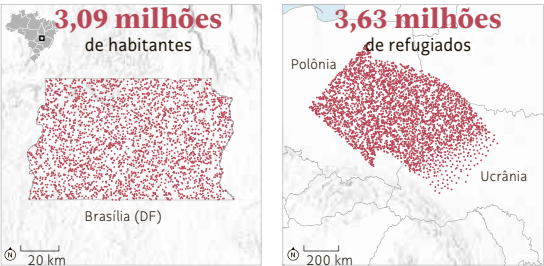 3,09 milhões
de habitantes
Brasília (DF)
N
20 km
3,63 milhões
de refugiados
Polônia
Ucrânia
N
200 km